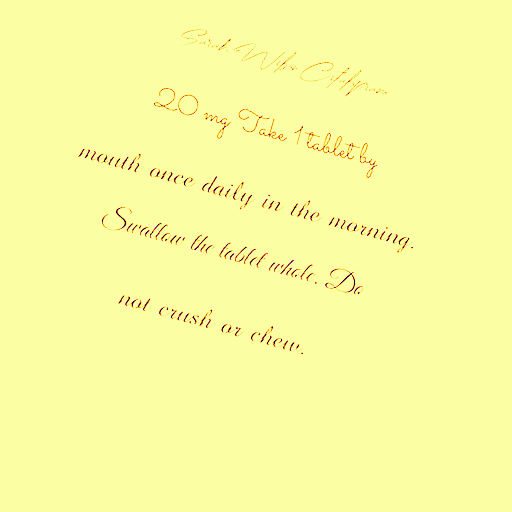 Sarah Wilson Citalopram
20 mg Take 1 tablet by
mouth once daily in the morning.
Swallow the tablet whole. Do
not crush or chew.